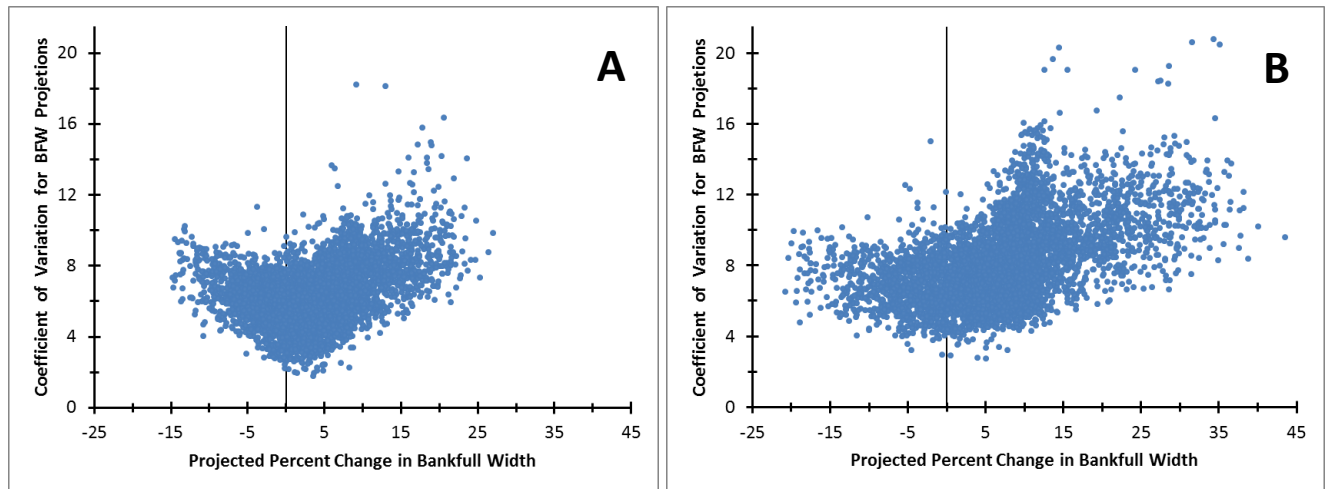 Coefficient of Variation for BFW Projections
20
16
12
8
4
0
A
-25 -15 -5 5 15 25 35 45
Projected Percent Change in Bankfull Width
Coefficient of Variation for BFW Projetions
20
16
12
8
4
0
B
-25 -15 -5 5 15 25 35 45
Projected Percent Change in Bankfull Width